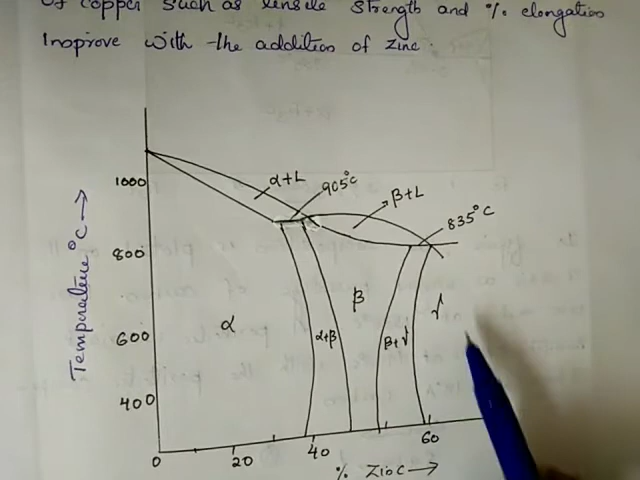 of copper such as tensile strength and % elongation
Inoprove with the addition of Zinc.
1000
800
600
400
Temperature °C →
α+L
905°C
β+L
835°C
α
α+β
β
β+γ
γ
0
20
40
60
% Zinc →